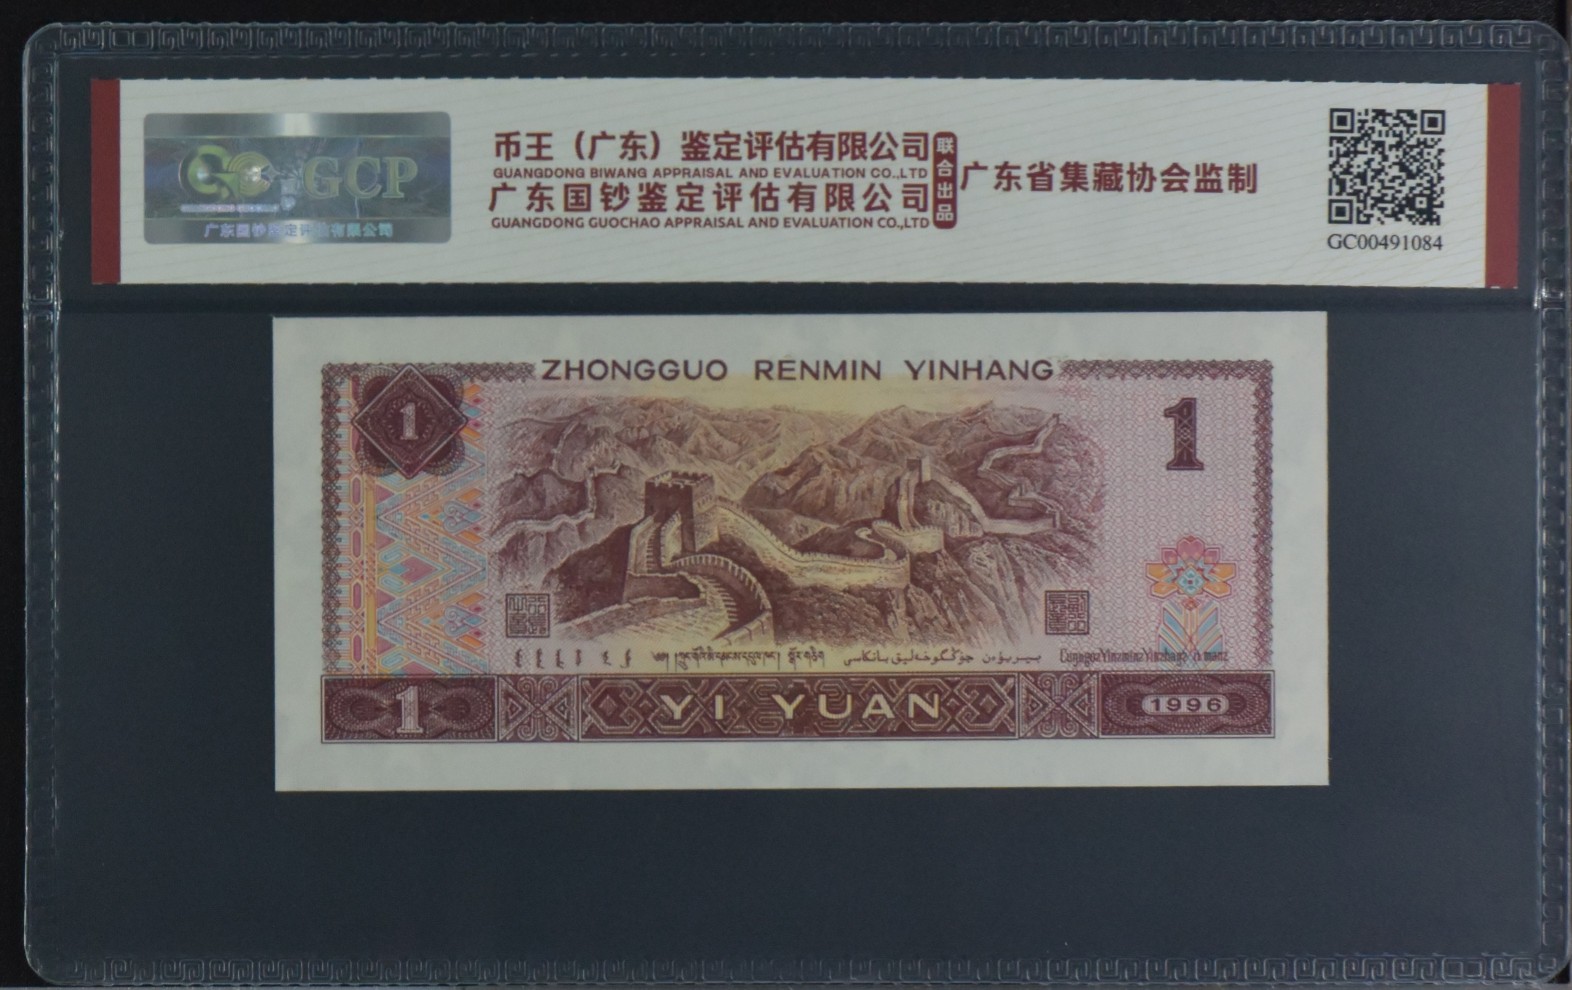 GCP
广东国钞鉴定评估有限公司
币王（广东）鉴定评估有限公司
GUANGDONG BIWANG APPRAISAL AND EVALUATION CO.,LTD
广东国钞鉴定评估有限公司
GUANGDONG GUOCHAO APPRAISAL AND EVALUATION CO.,LTD
联合出品
广东省集藏协会监制
GC00491084
ZHONGGUO RENMIN YINHANG
1
1
1
YI YUAN
1996